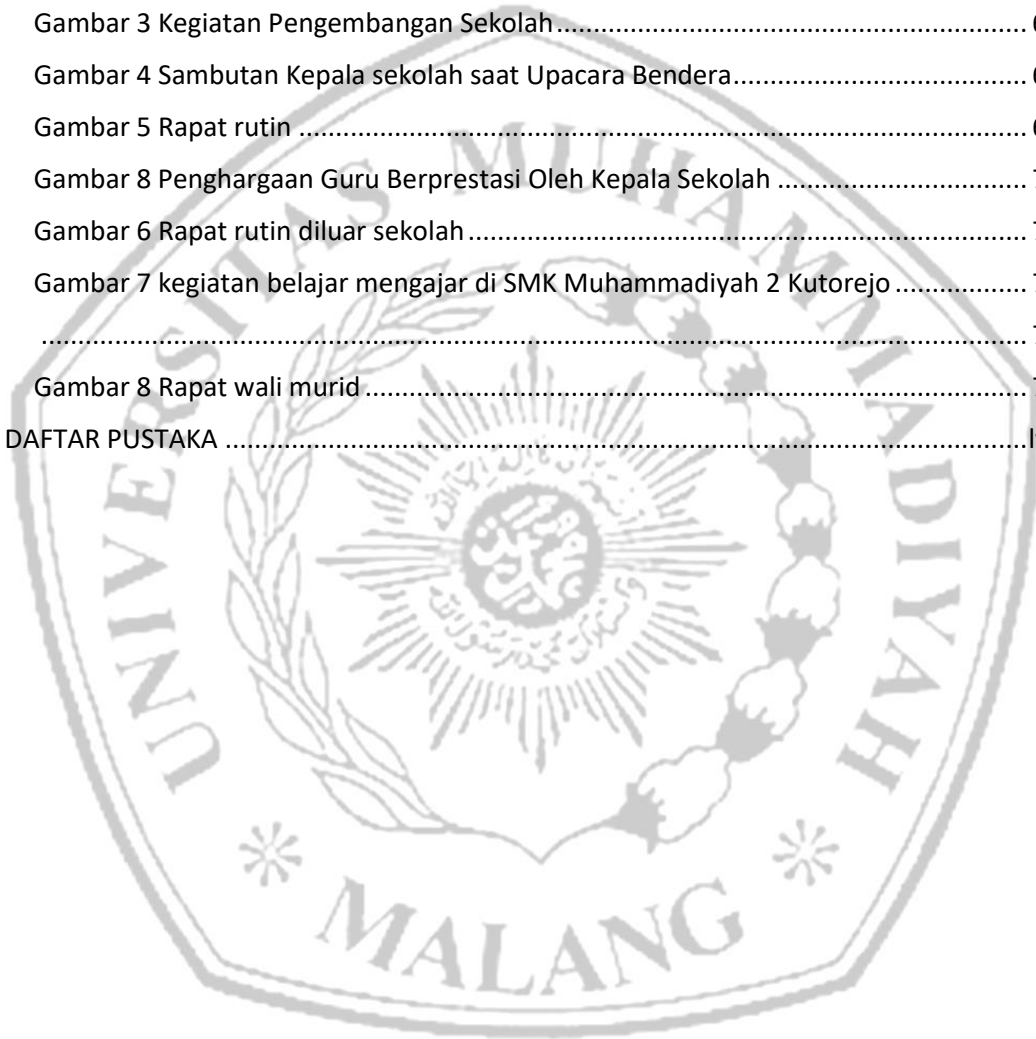 Gambar 3 Kegiatan Pengembangan Sekolah
Gambar 4 Sambutan Kepala sekolah saat Upacara Bendera
Gambar 5 Rapat rutin
Gambar 8 Penghargaan Guru Berprestasi Oleh Kepala Sekolah
Gambar 6 Rapat rutin diluar sekolah
Gambar 7 kegiatan belajar mengajar di SMK Muhammadiyah 2 Kutorejo
Gambar 8 Rapat wali murid
DAFTAR PUSTAKA
UNIVERSITAS MUHAMMADIYAH
MALANG